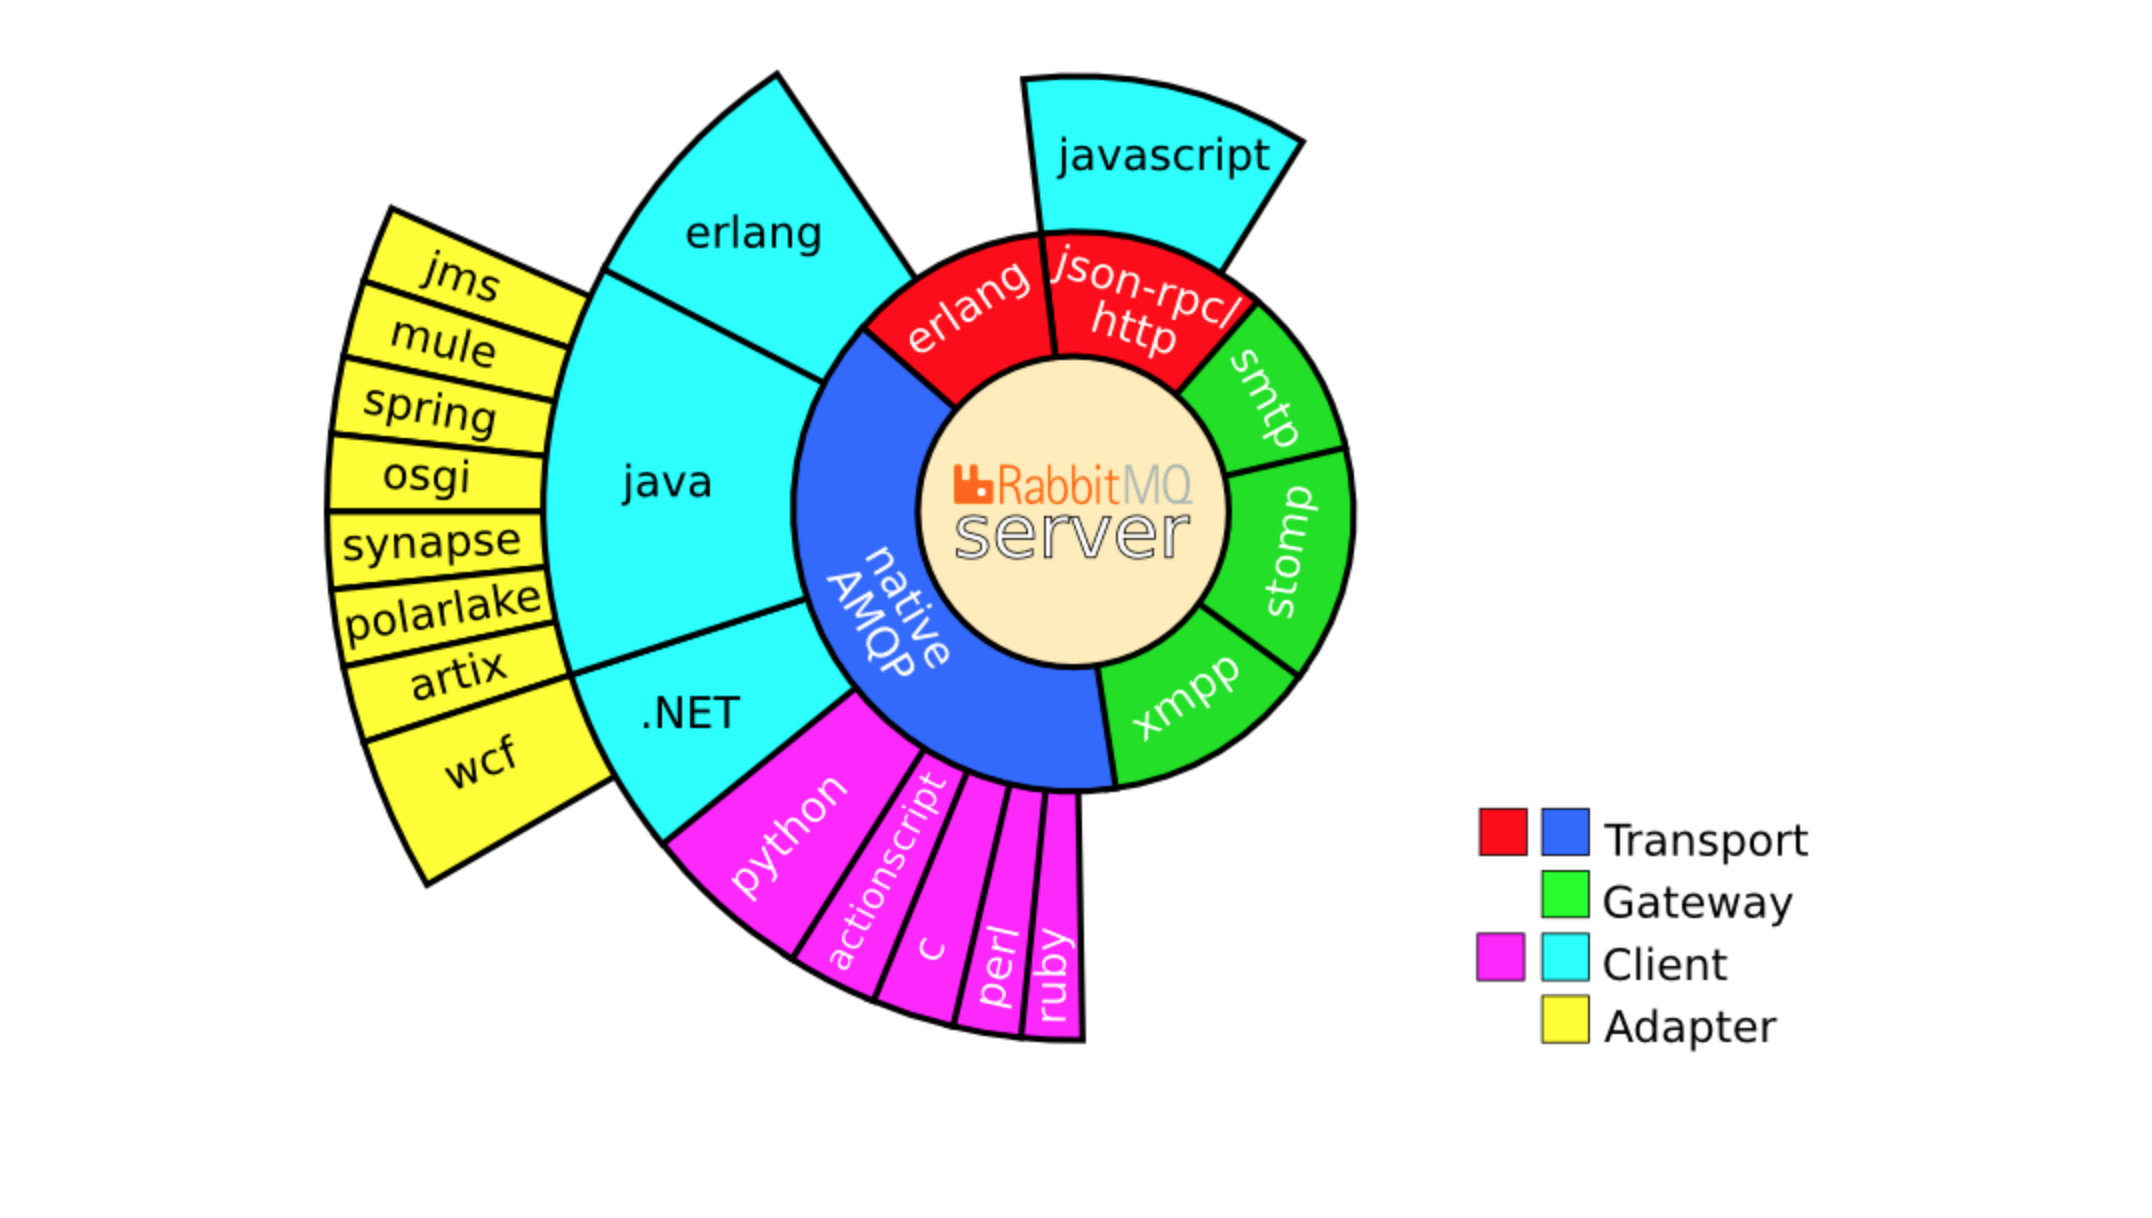 javascript
erlang
erlang
json-rpc/
http
jms
mule
spring
osgi
synapse
polarlake
artix
wcf
java
.NET
smtp
stomp
xmpp
RabbitMQ
server
native
AMQP
python
actionscript
c
perl
ruby
Transport
Gateway
Client
Adapter